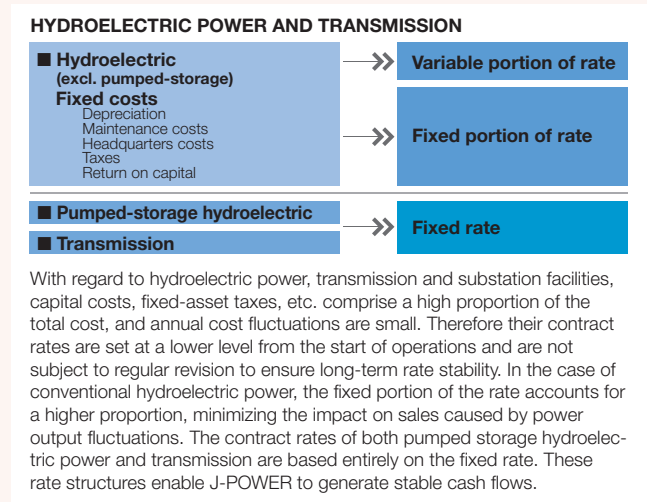 HYDROELECTRIC POWER AND TRANSMISSION
■ Hydroelectric
(excl. pumped-storage)
Fixed costs
Depreciation
Maintenance costs
Headquarters costs
Taxes
Return on capital
Variable portion of rate
Fixed portion of rate
■ Pumped-storage hydroelectric
■ Transmission
Fixed rate
With regard to hydroelectric power, transmission and substation facilities,
capital costs, fixed-asset taxes, etc. comprise a high proportion of the
total cost, and annual cost fluctuations are small. Therefore their contract
rates are set at a lower level from the start of operations and are not
subject to regular revision to ensure long-term rate stability. In the case of
conventional hydroelectric power, the fixed portion of the rate accounts for
a higher proportion, minimizing the impact on sales caused by power
output fluctuations. The contract rates of both pumped storage hydroelec-
tric power and transmission are based entirely on the fixed rate. These
rate structures enable J-POWER to generate stable cash flows.